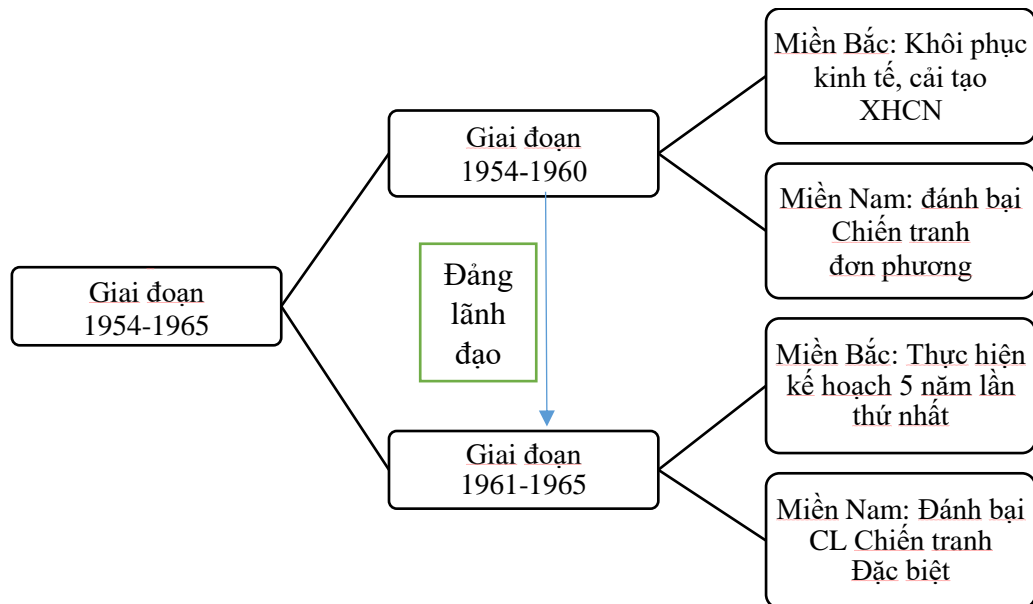 Giai đoạn
1954-1965
Giai đoạn
1954-1960
Miền Bắc: Khôi phục
kinh tế, cải tạo
XHCN
Miền Nam: đánh bại
Chiến tranh
đơn phương
Đảng
lãnh
đạo
Giai đoạn
1961-1965
Miền Bắc: Thực hiện
kế hoạch 5 năm lần
thứ nhất
Miền Nam: Đánh bại
CL Chiến tranh
Đặc biệt